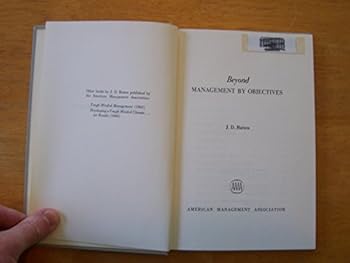 Other books by J. D. Batten published by
the American Management Association:
Tough-Minded Management (1963)
Developing a Tough-Minded Climate . . .
for Results (1965)
Beyond
MANAGEMENT BY OBJECTIVES
J. D. Batten
AMERICAN MANAGEMENT ASSOCIATION